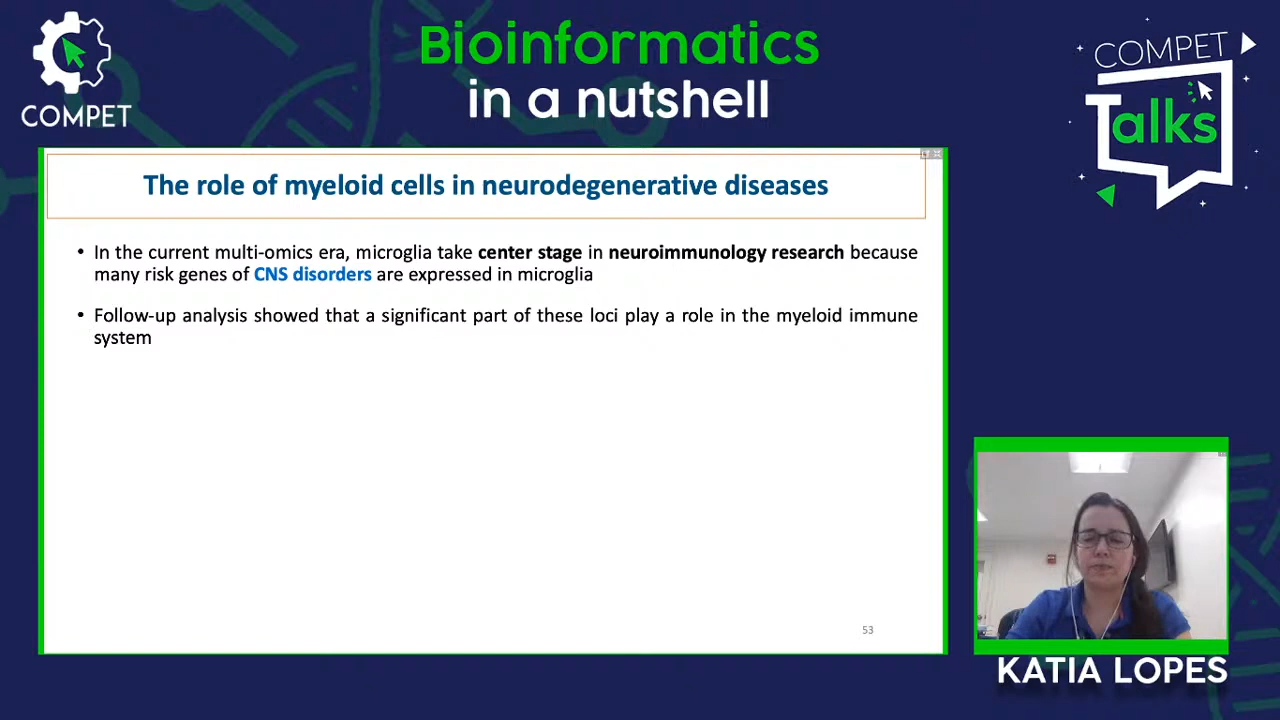 COMPET
Bioinformatics
in a nutshell
COMPET
Talks
The role of myeloid cells in neurodegenerative diseases
• In the current multi-omics era, microglia take center stage in neuroimmunology research because
many risk genes of CNS disorders are expressed in microglia
• Follow-up analysis showed that a significant part of these loci play a role in the myeloid immune
system
53
KATIA LOPES